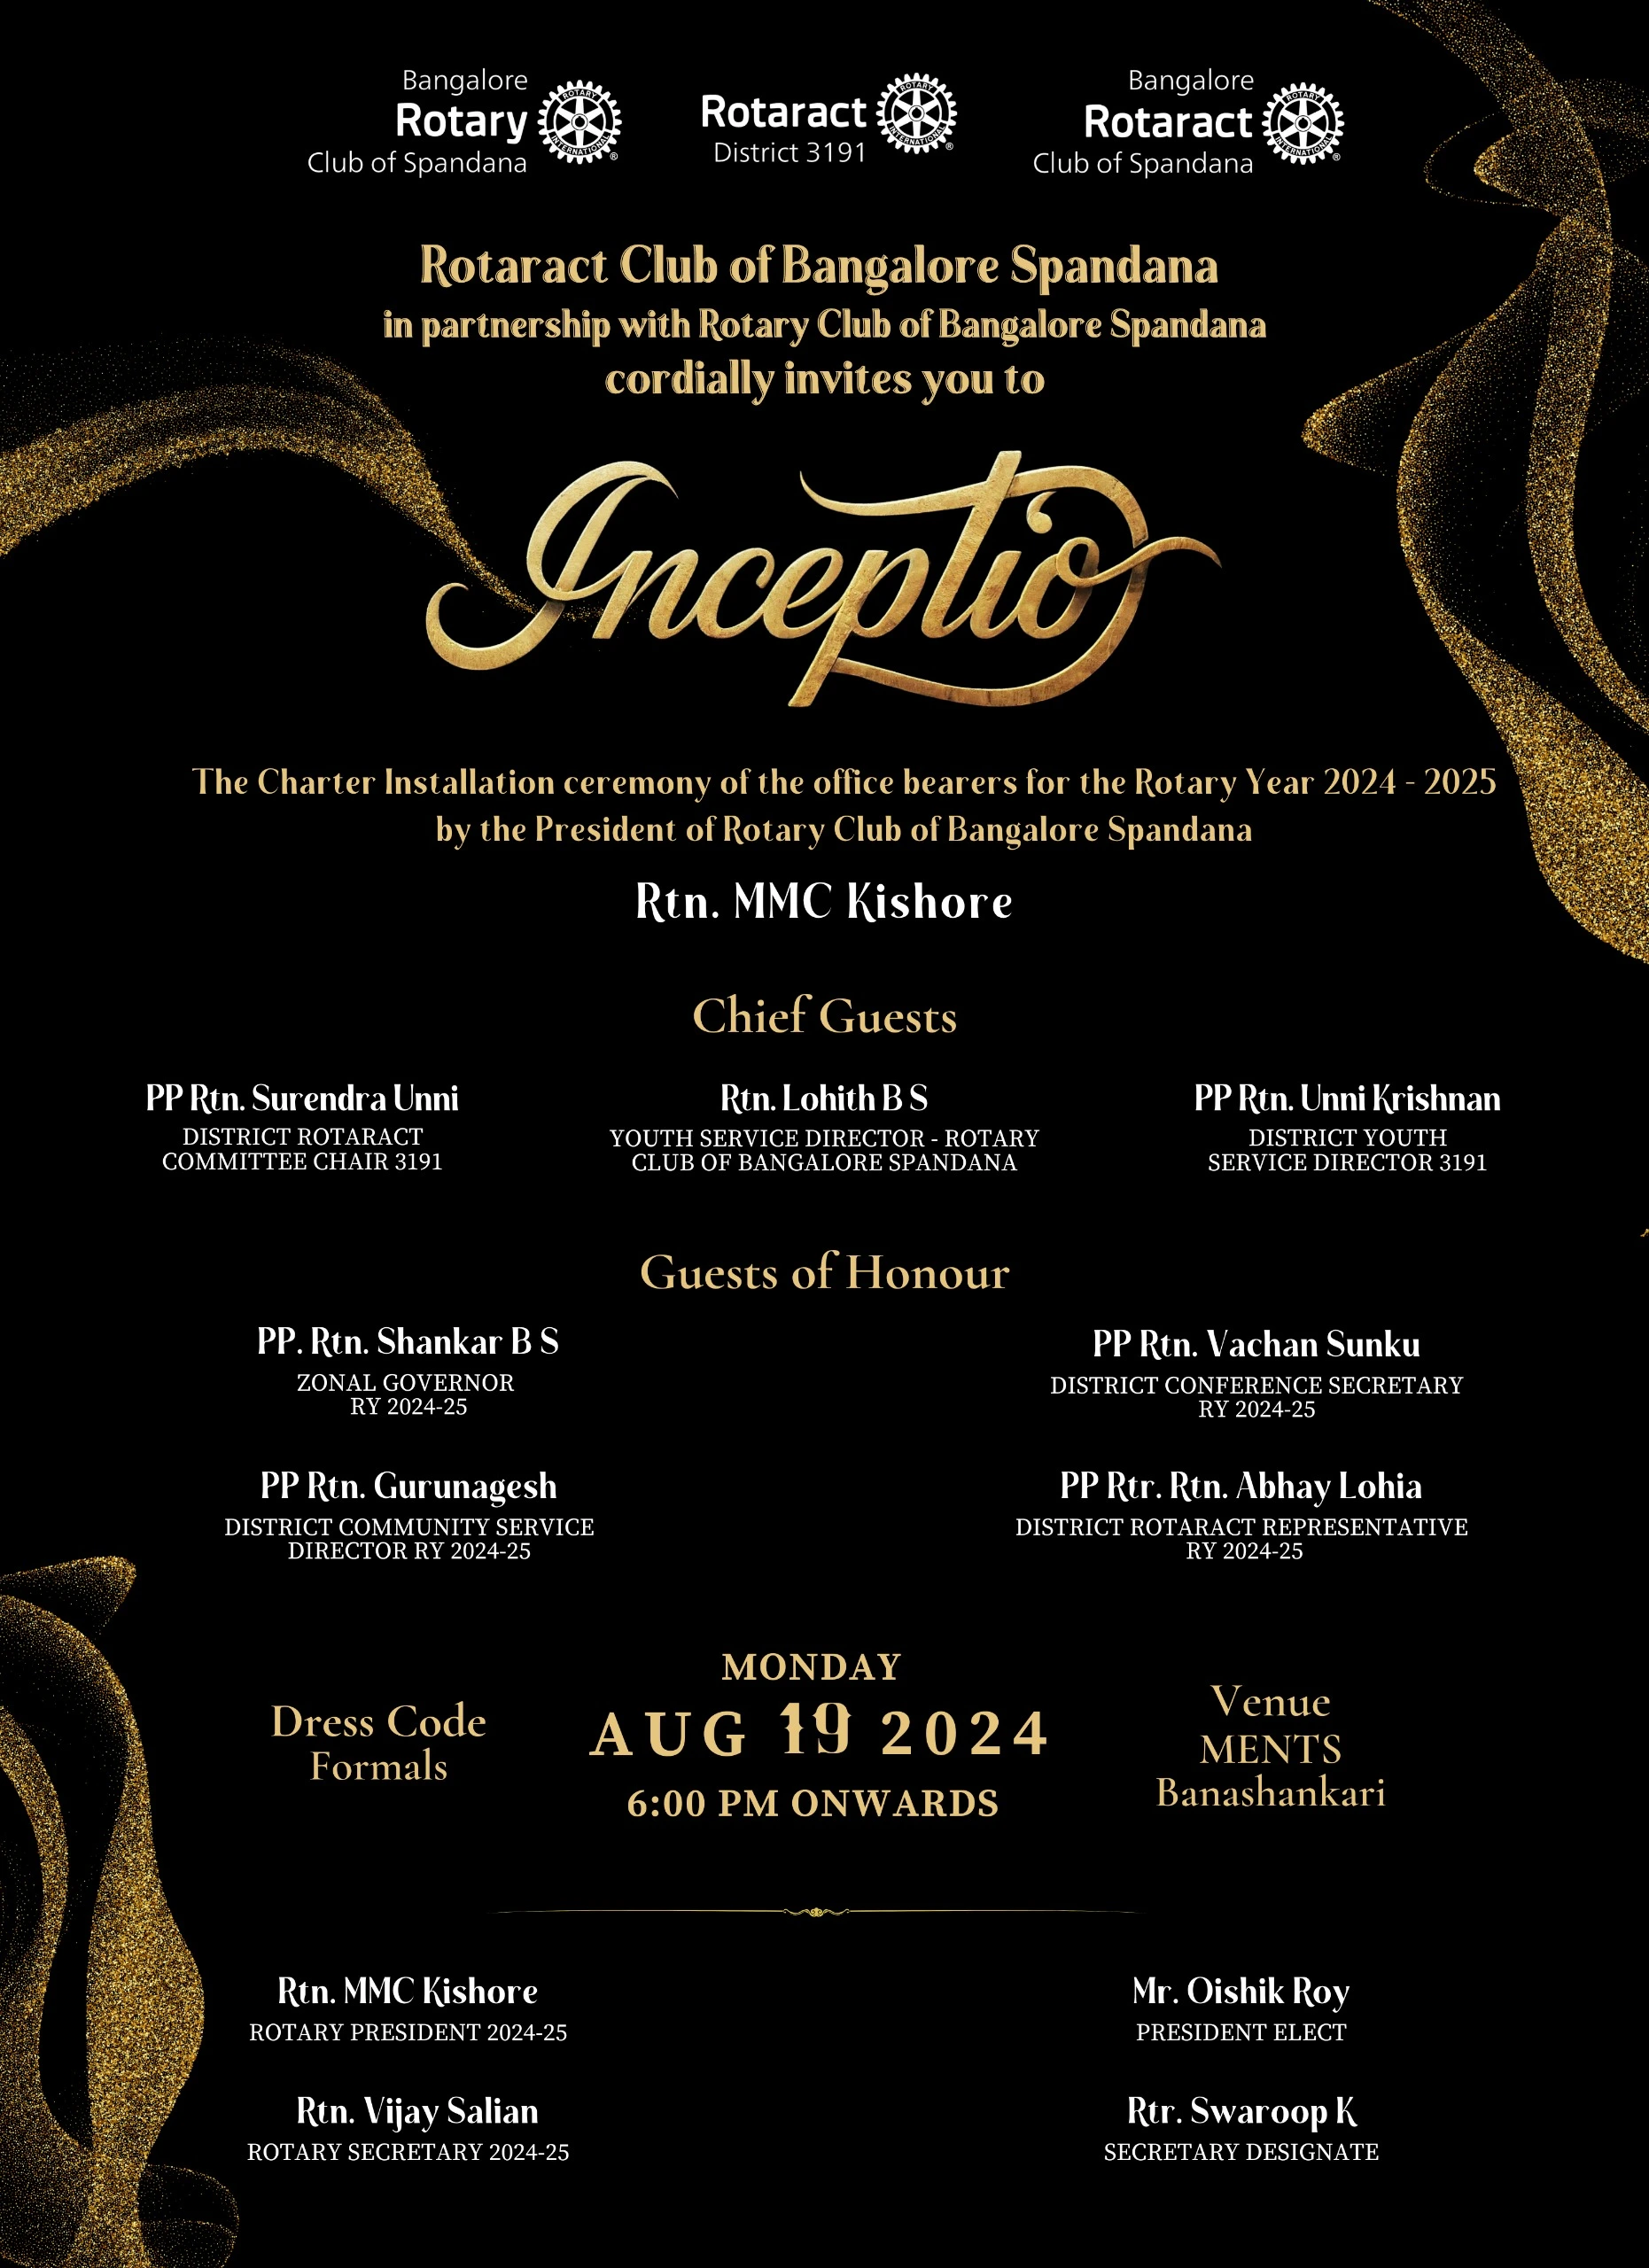 Bangalore
Rotary
Club of Spandana
ROTARY
INTERNATIONAL
®
Rotaract
District 3191
ROTARY
INTERNATIONAL
®
Bangalore
Rotaract
Club of Spandana
ROTARY
INTERNATIONAL
®
Rotaract Club of Bangalore Spandana
in partnership with Rotary Club of Bangalore Spandana
cordially invites you to
Inceptio
The Charter Installation ceremony of the office bearers for the Rotary Year 2024 - 2025
by the President of Rotary Club of Bangalore Spandana
Rtn. MMC Kishore
Chief Guests
PP Rtn. Surendra Unni
DISTRICT ROTARACT
COMMITTEE CHAIR 3191
Rtn. Lohith B S
YOUTH SERVICE DIRECTOR - ROTARY
CLUB OF BANGALORE SPANDANA
PP Rtn. Unni Krishnan
DISTRICT YOUTH
SERVICE DIRECTOR 3191
Guests of Honour
PP. Rtn. Shankar B S
ZONAL GOVERNOR
RY 2024-25
PP Rtn. Vachan Sunku
DISTRICT CONFERENCE SECRETARY
RY 2024-25
PP Rtn. Gurunagesh
DISTRICT COMMUNITY SERVICE
DIRECTOR RY 2024-25
PP Rtr. Rtn. Abhay Lohia
DISTRICT ROTARACT REPRESENTATIVE
RY 2024-25
Dress Code
Formals
MONDAY
AUG 19 2024
6:00 PM ONWARDS
Venue
MENTS
Banashankari
Rtn. MMC Kishore
ROTARY PRESIDENT 2024-25
Mr. Oishik Roy
PRESIDENT ELECT
Rtn. Vijay Salian
ROTARY SECRETARY 2024-25
Rtr. Swaroop K
SECRETARY DESIGNATE